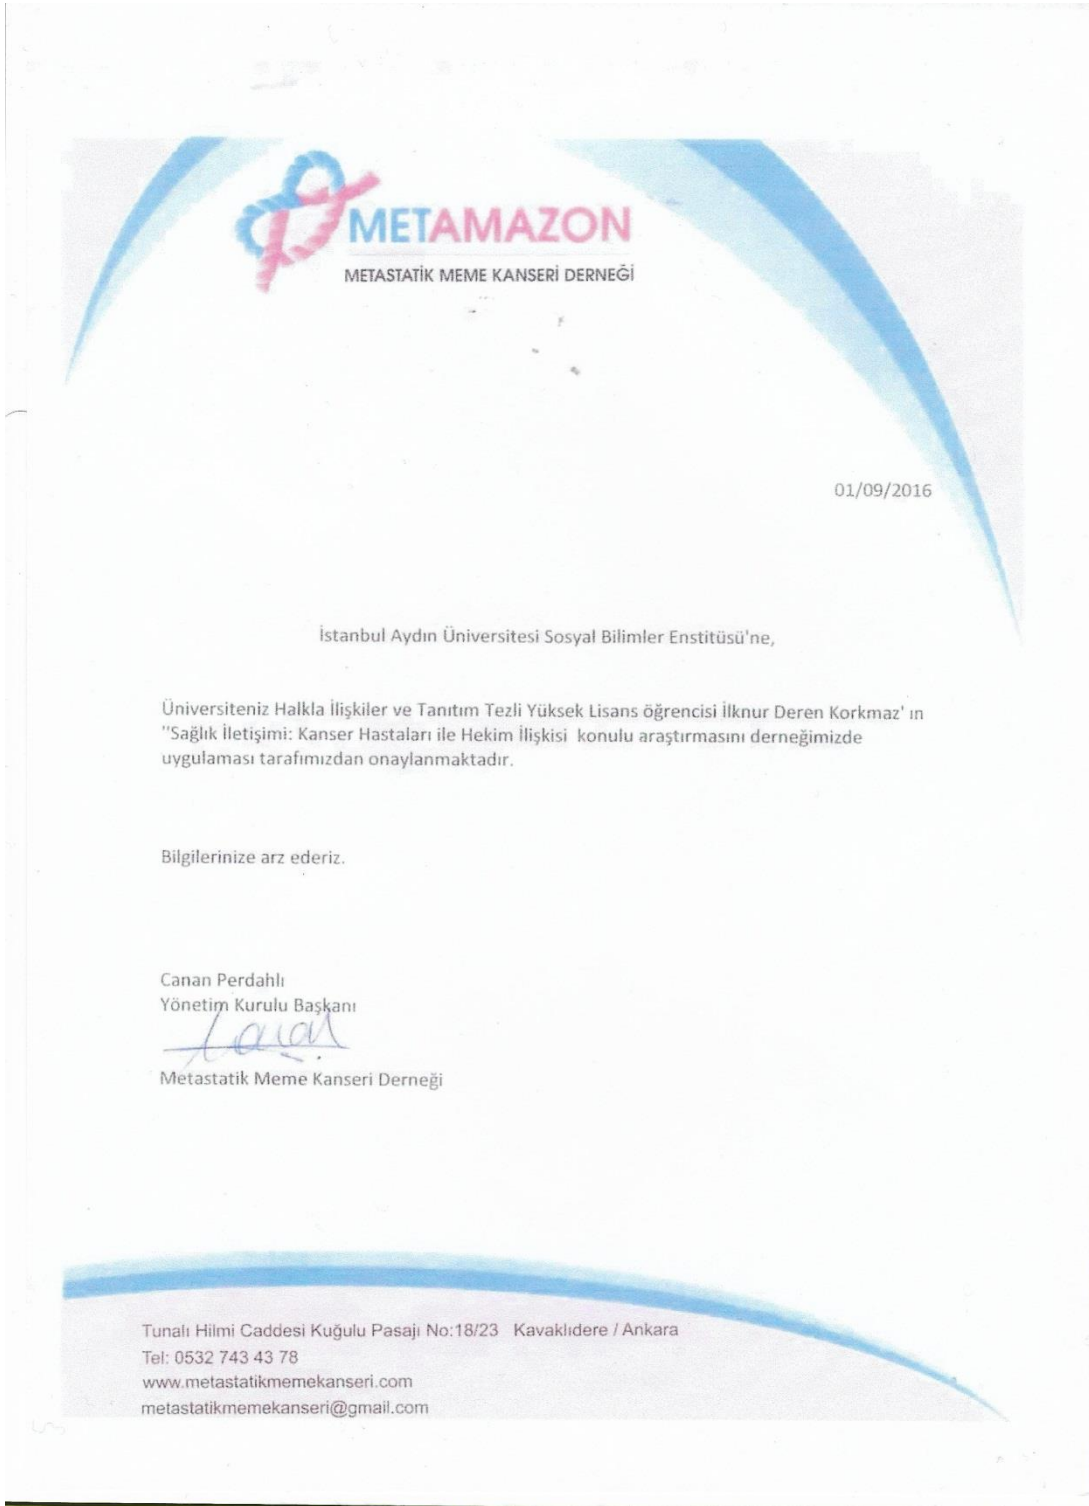 METAMAZON
METASTATİK MEME KANSERİ DERNEĞİ
01/09/2016
İstanbul Aydın Üniversitesi Sosyal Bilimler Enstitüsü'ne,
Üniversiteniz Halkla İlişkiler ve Tanıtım Tezli Yüksek Lisans öğrencisi İlknur Deren Korkmaz' ın
"Sağlık İletişimi: Kanser Hastaları ile Hekim İlişkisi konulu araştırmasını derneğimizde
uygulaması tarafımızdan onaylanmaktadır.
Bilgilerinize arz ederiz.
Canan Perdahlı
Yönetim Kurulu Başkanı
Metastatik Meme Kanseri Derneği
Tunalı Hilmi Caddesi Kuğulu Pasajı No:18/23 Kavaklıdere / Ankara
Tel: 0532 743 43 78
www.metastatikmemekanseri.com
metastatikmemekanseri@gmail.com